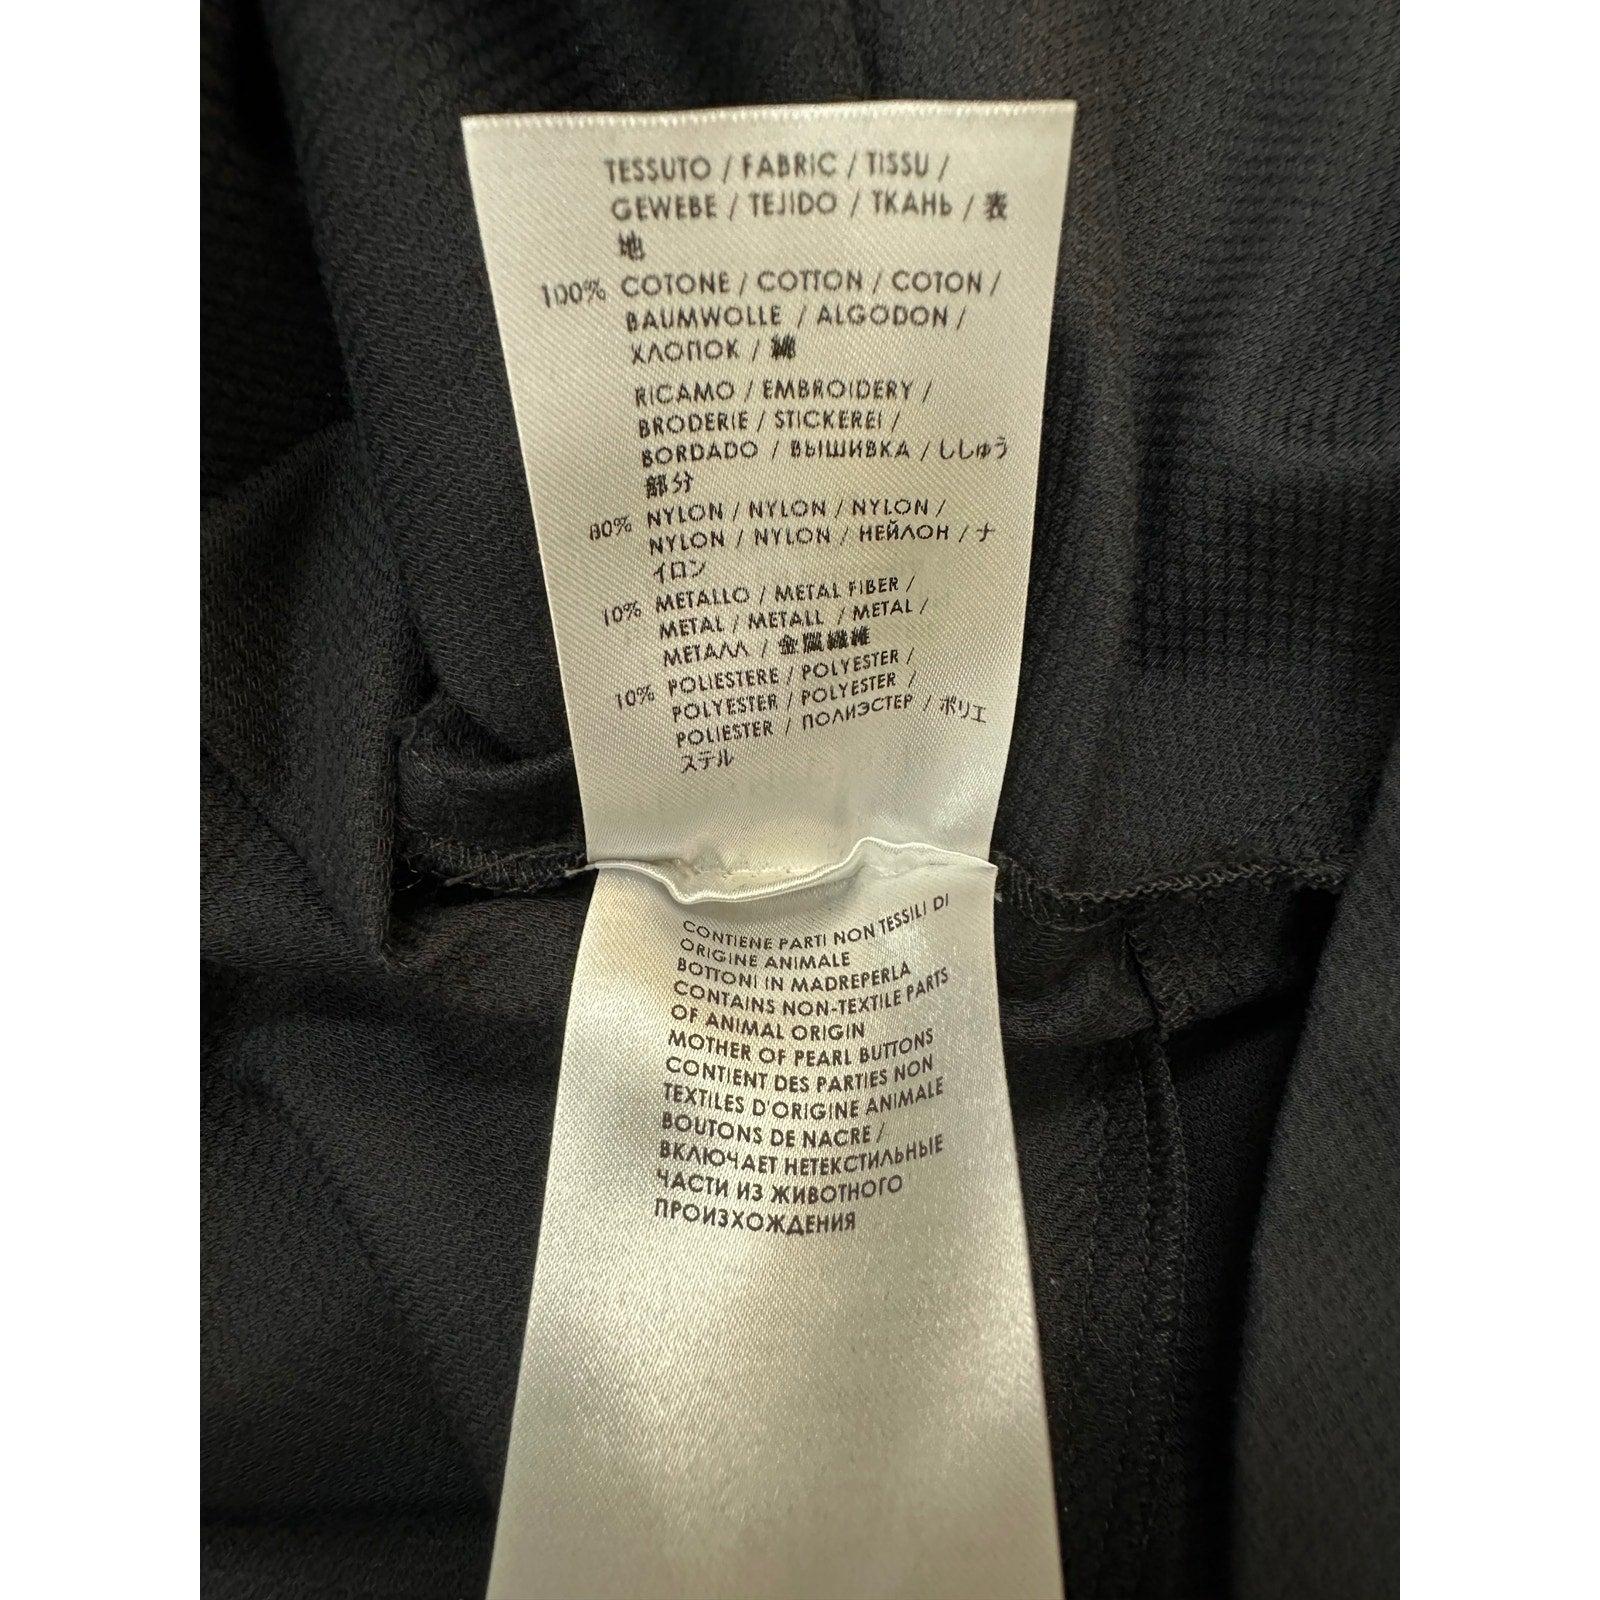 TESSUTO / FABRIC / TISSU /
GEWEBE / TEJIDO / ТКАНЬ / 表
地
100% COTONE / COTTON / COTON /
BAUMWOLLE / ALGODON /
ХЛОПОК / 綿
RICAMO / EMBROIDERY /
BRODERIE / STICKEREI /
BORDADO / ВЫШИВКА / ししゅう
部分
80% NYLON / NYLON / NYLON /
NYLON / NYLON / НЕЙЛОН / ナ
イロン
10% METALLO / METAL FIBER /
METAL / METALL / METAL /
МЕТАЛЛ / 金属繊維
10% POLIESTERE / POLYESTER /
POLYESTER / POLYESTER /
POLIESTER / ПОЛИЭСТЕР / ポリエ
ステル
CONTIENE PARTI NON TESSILI DI
ORIGINE ANIMALE
BOTTONI IN MADREPERLA
CONTAINS NON-TEXTILE PARTS
OF ANIMAL ORIGIN
MOTHER OF PEARL BUTTONS
CONTIENT DES PARTIES NON
TEXTILES D'ORIGINE ANIMALE
BOUTONS DE NACRE /
ВКЛЮЧАЕТ НЕТЕКСТИЛЬНЫЕ
ЧАСТИ ИЗ ЖИВОТНОГО
ПРОИЗХОЖДЕНИЯ